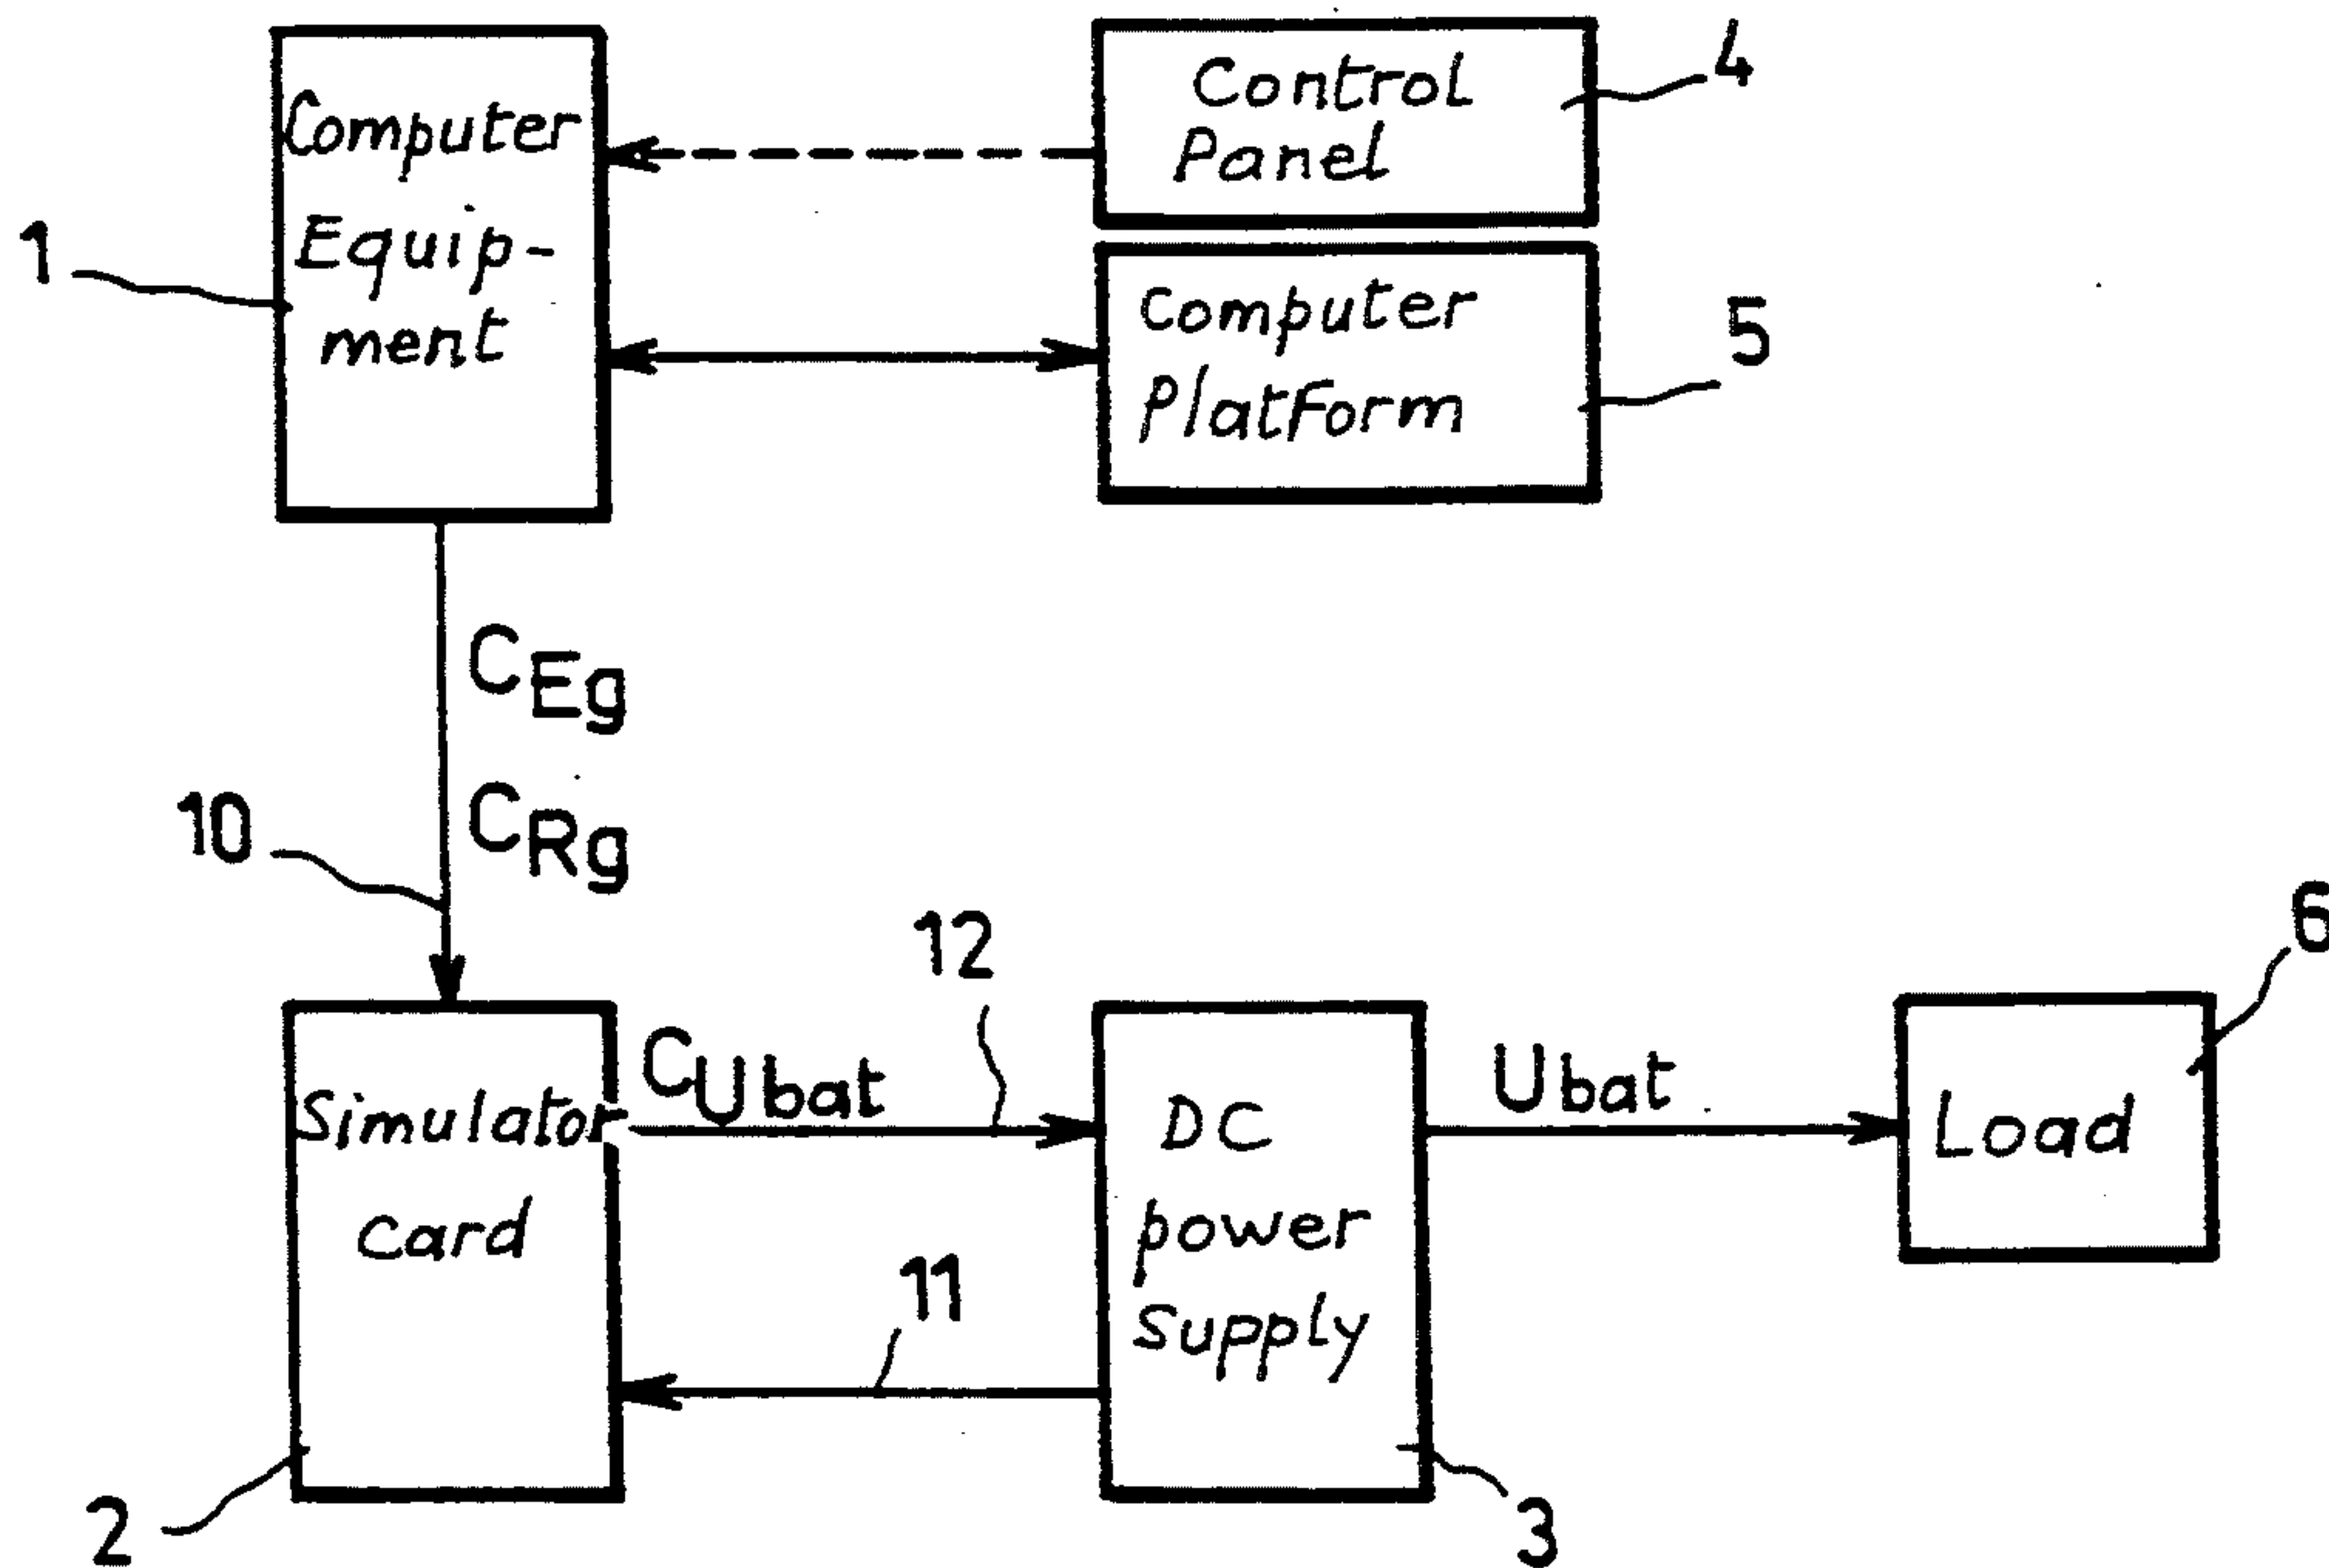 Computer
Equip-
ment
1
Control
Panel
4
Computer
Platform
5
CEg
CRg
10
Simulator
card
2
CUbat
12
11
DC
power
Supply
3
Ubat
Load
6